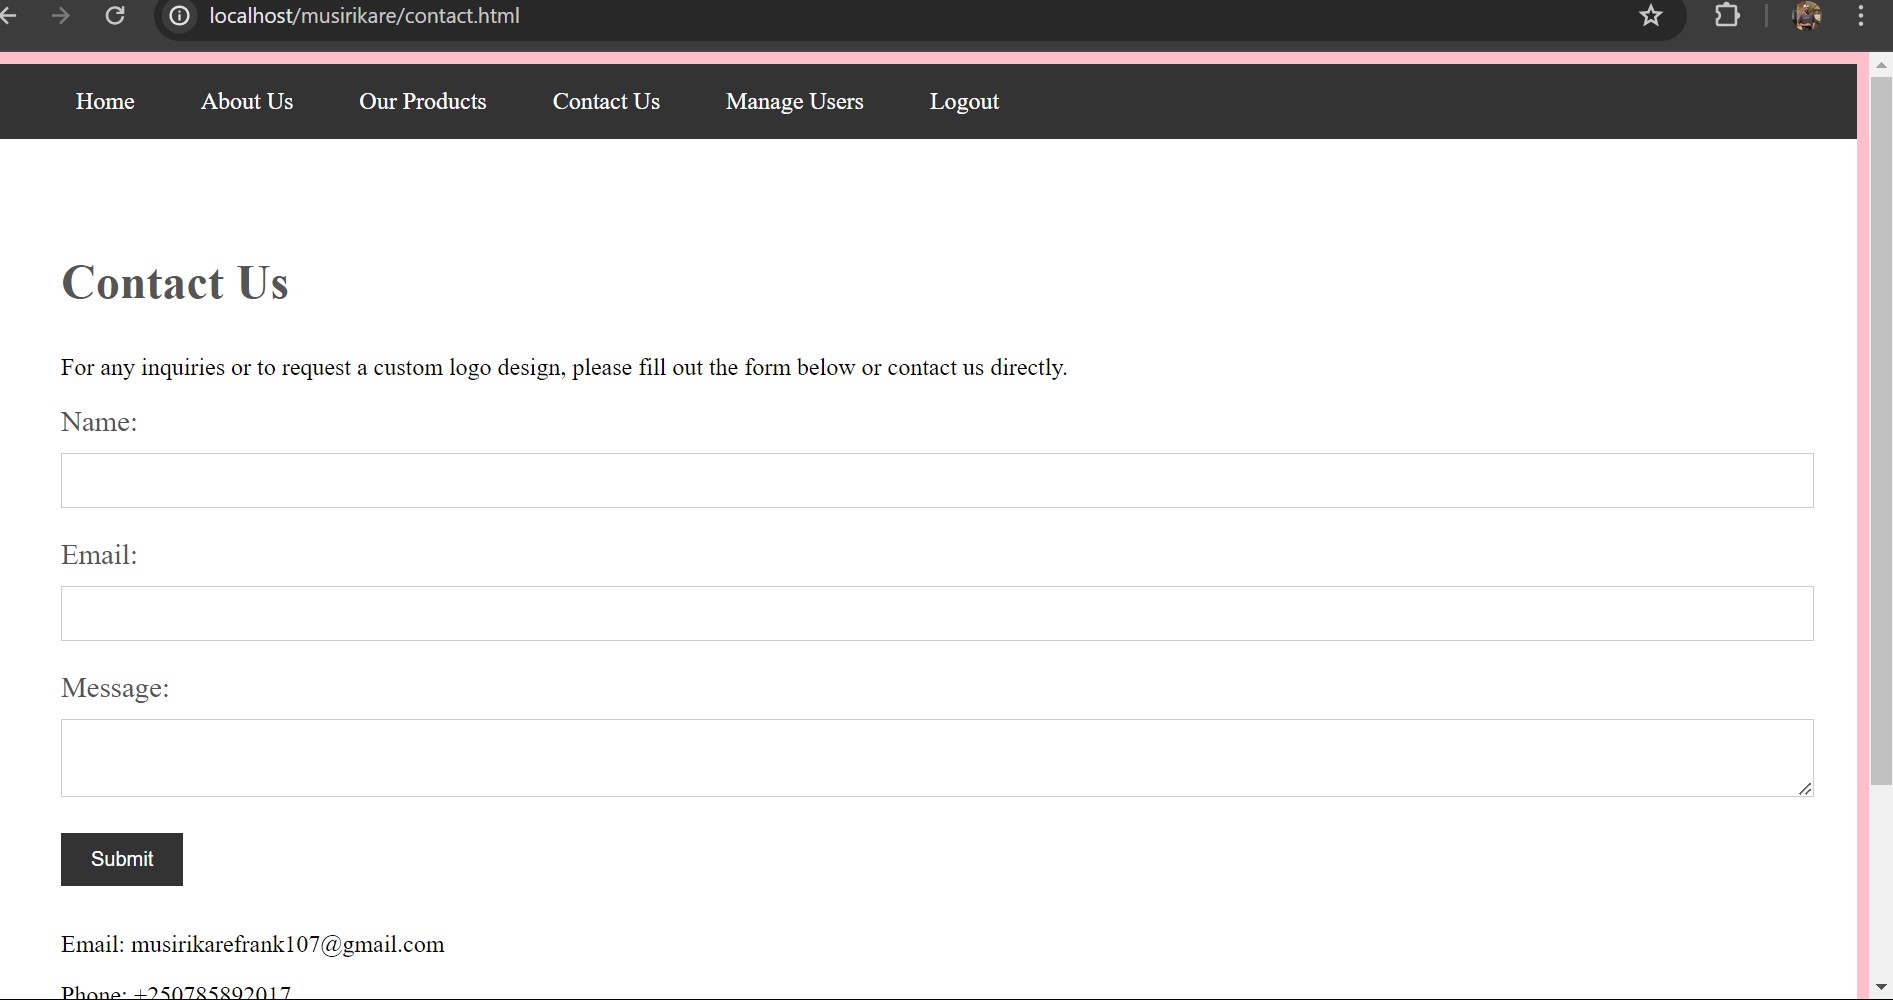 localhost/musirikare/contact.html
Home About Us Our Products Contact Us Manage Users Logout
Contact Us
For any inquiries or to request a custom logo design, please fill out the form below or contact us directly.
Name:
Email:
Message:
Submit
Email: musirikarefrank107@gmail.com
Phone: +250785892017